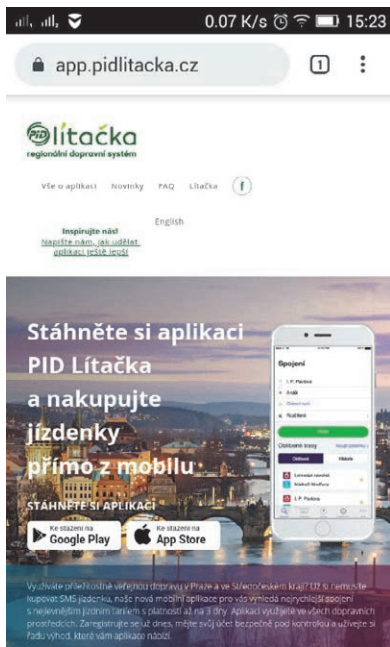 0.07 K/s 15:23
app.pidlitacka.cz 1
PID lítačka
regionální dopravní systém
Vše o aplikaci Novinky FAQ Lítačka f
English
Inspirujte nás!
Napište nám, jak udělat
aplikaci ještě lepší
Stáhněte si aplikaci
PID Lítačka
a nakupujte
jízdenky
přímo z mobilu
Spojení
I. P. Pavlova
STÁHNĚTE SI APLIKACI
Ke stažení na
Google Play
Ke stažení na
App Store
I. P. Pavlova
Využíváte příležitostně veřejnou dopravu v Praze a ve Středočeském kraji? Už si nemusíte
kupovat SMS jízdenku, naše nová mobilní aplikace pro vás vyhledá nejrychlejší spojení
s nejlevnějším jízdním tarifem s platností až na 3 dny. Aplikaci využijete ve všech dopravních
prostředcích. Zaregistrujte se už dnes, mějte svůj účet bezpečně pod kontrolou a užívejte si
řadu výhod, které vám aplikace nabízí.